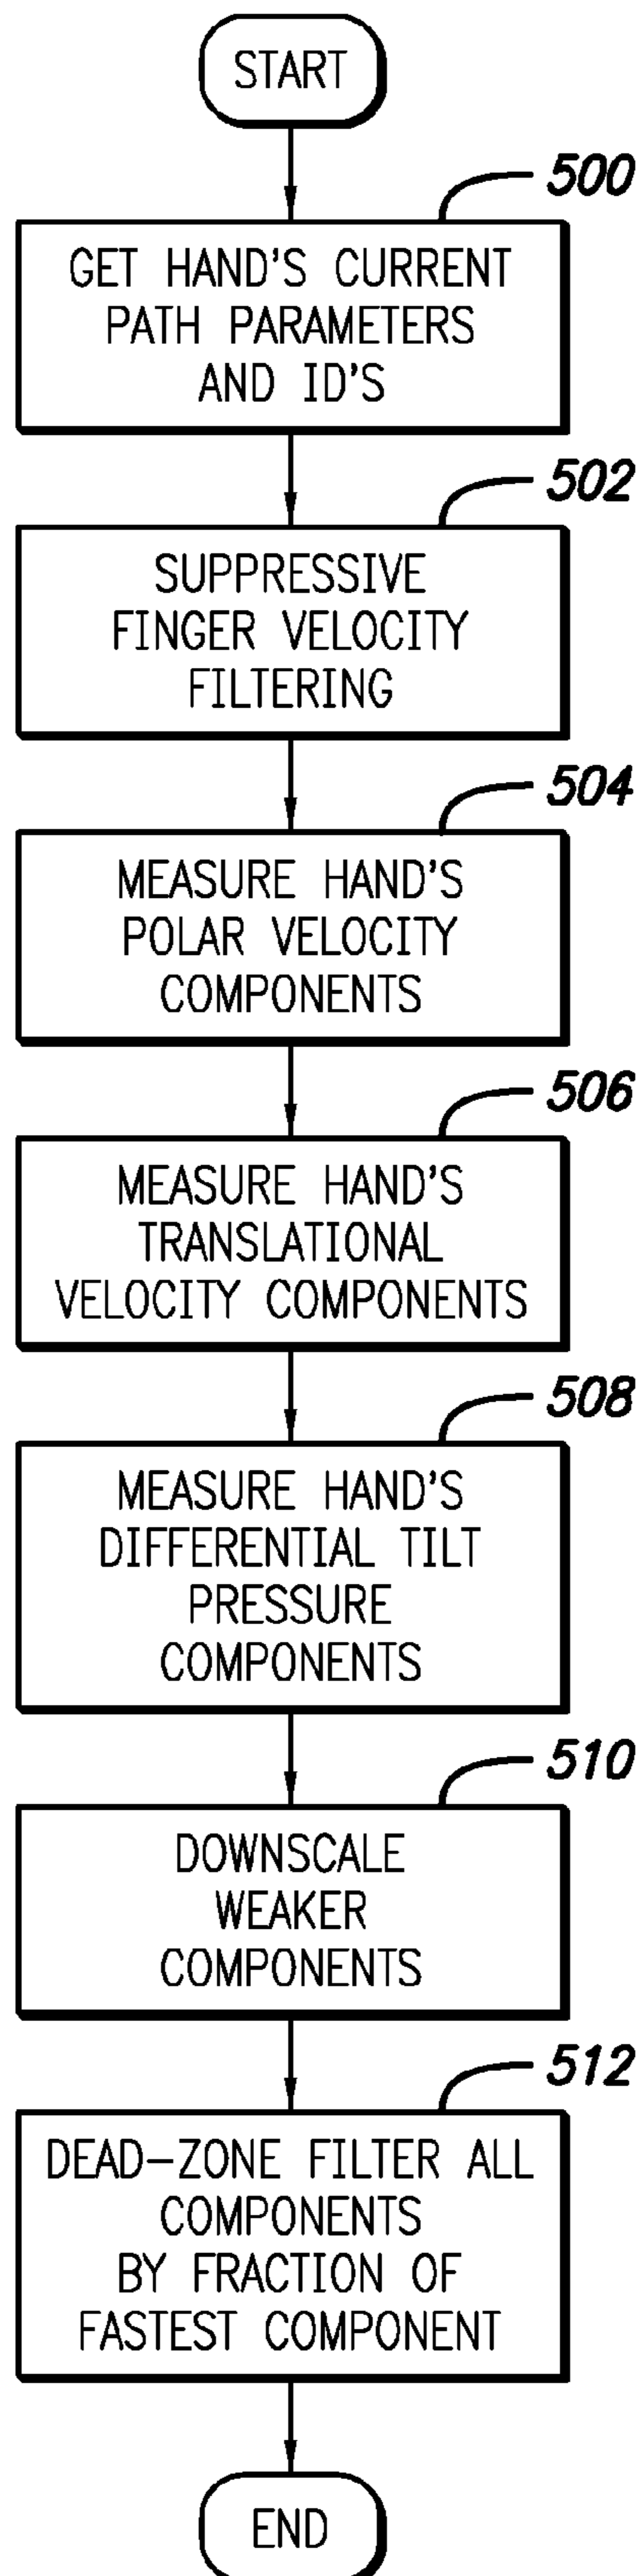 START
500
GET HAND'S CURRENT
PATH PARAMETERS
AND ID'S
502
SUPPRESSIVE
FINGER VELOCITY
FILTERING
504
MEASURE HAND'S
POLAR VELOCITY
COMPONENTS
506
MEASURE HAND'S
TRANSLATIONAL
VELOCITY COMPONENTS
508
MEASURE HAND'S
DIFFERENTIAL TILT
PRESSURE
COMPONENTS
510
DOWNSCALE
WEAKER
COMPONENTS
512
DEAD-ZONE FILTER ALL
COMPONENTS
BY FRACTION OF
FASTEST COMPONENT
END